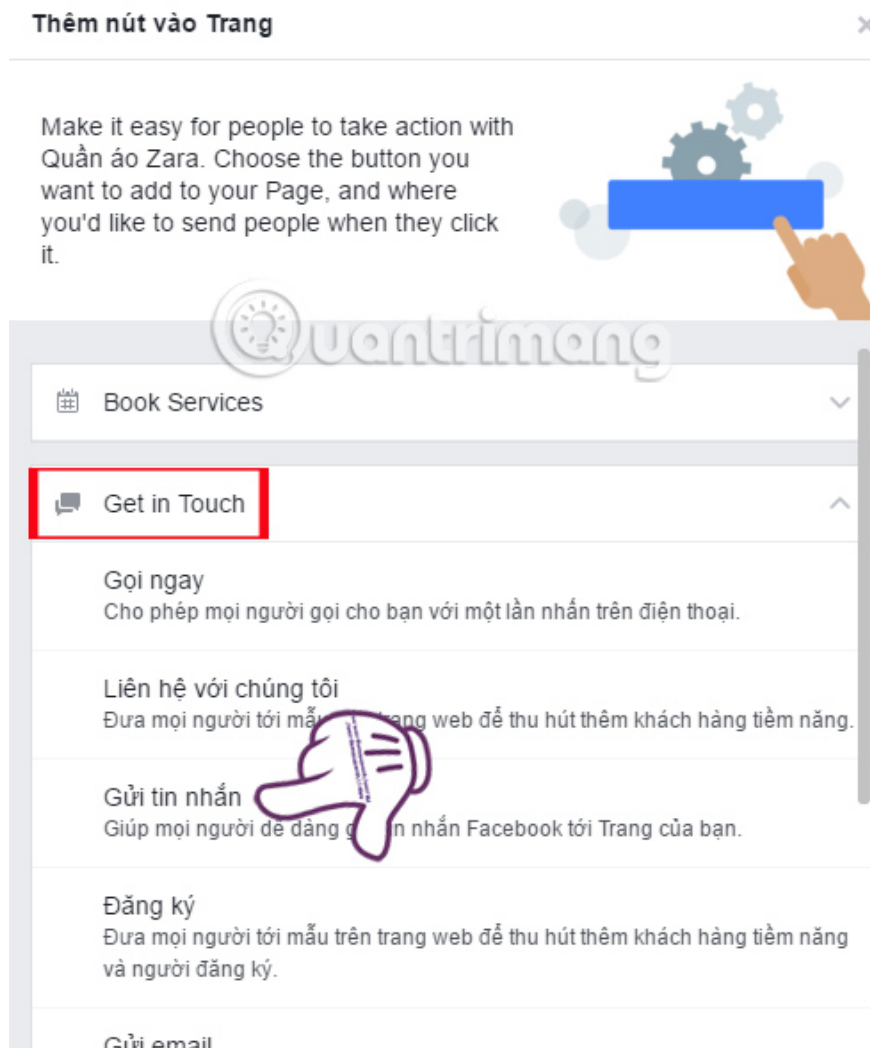 Thêm nút vào Trang
Make it easy for people to take action with
Quần áo Zara. Choose the button you
want to add to your Page, and where
you'd like to send people when they click
it.
Quantrimang
Book Services
Get in Touch
Gọi ngay
Cho phép mọi người gọi cho bạn với một lần nhấn trên điện thoại.
Liên hệ với chúng tôi
Đưa mọi người tới trang web để thu hút thêm khách hàng tiềm năng.
Gửi tin nhắn
Giúp mọi người dễ dàng nhắn Facebook tới Trang của bạn.
Đăng ký
Đưa mọi người tới mẫu trên trang web để thu hút thêm khách hàng tiềm năng
và người đăng ký.
Gửi email